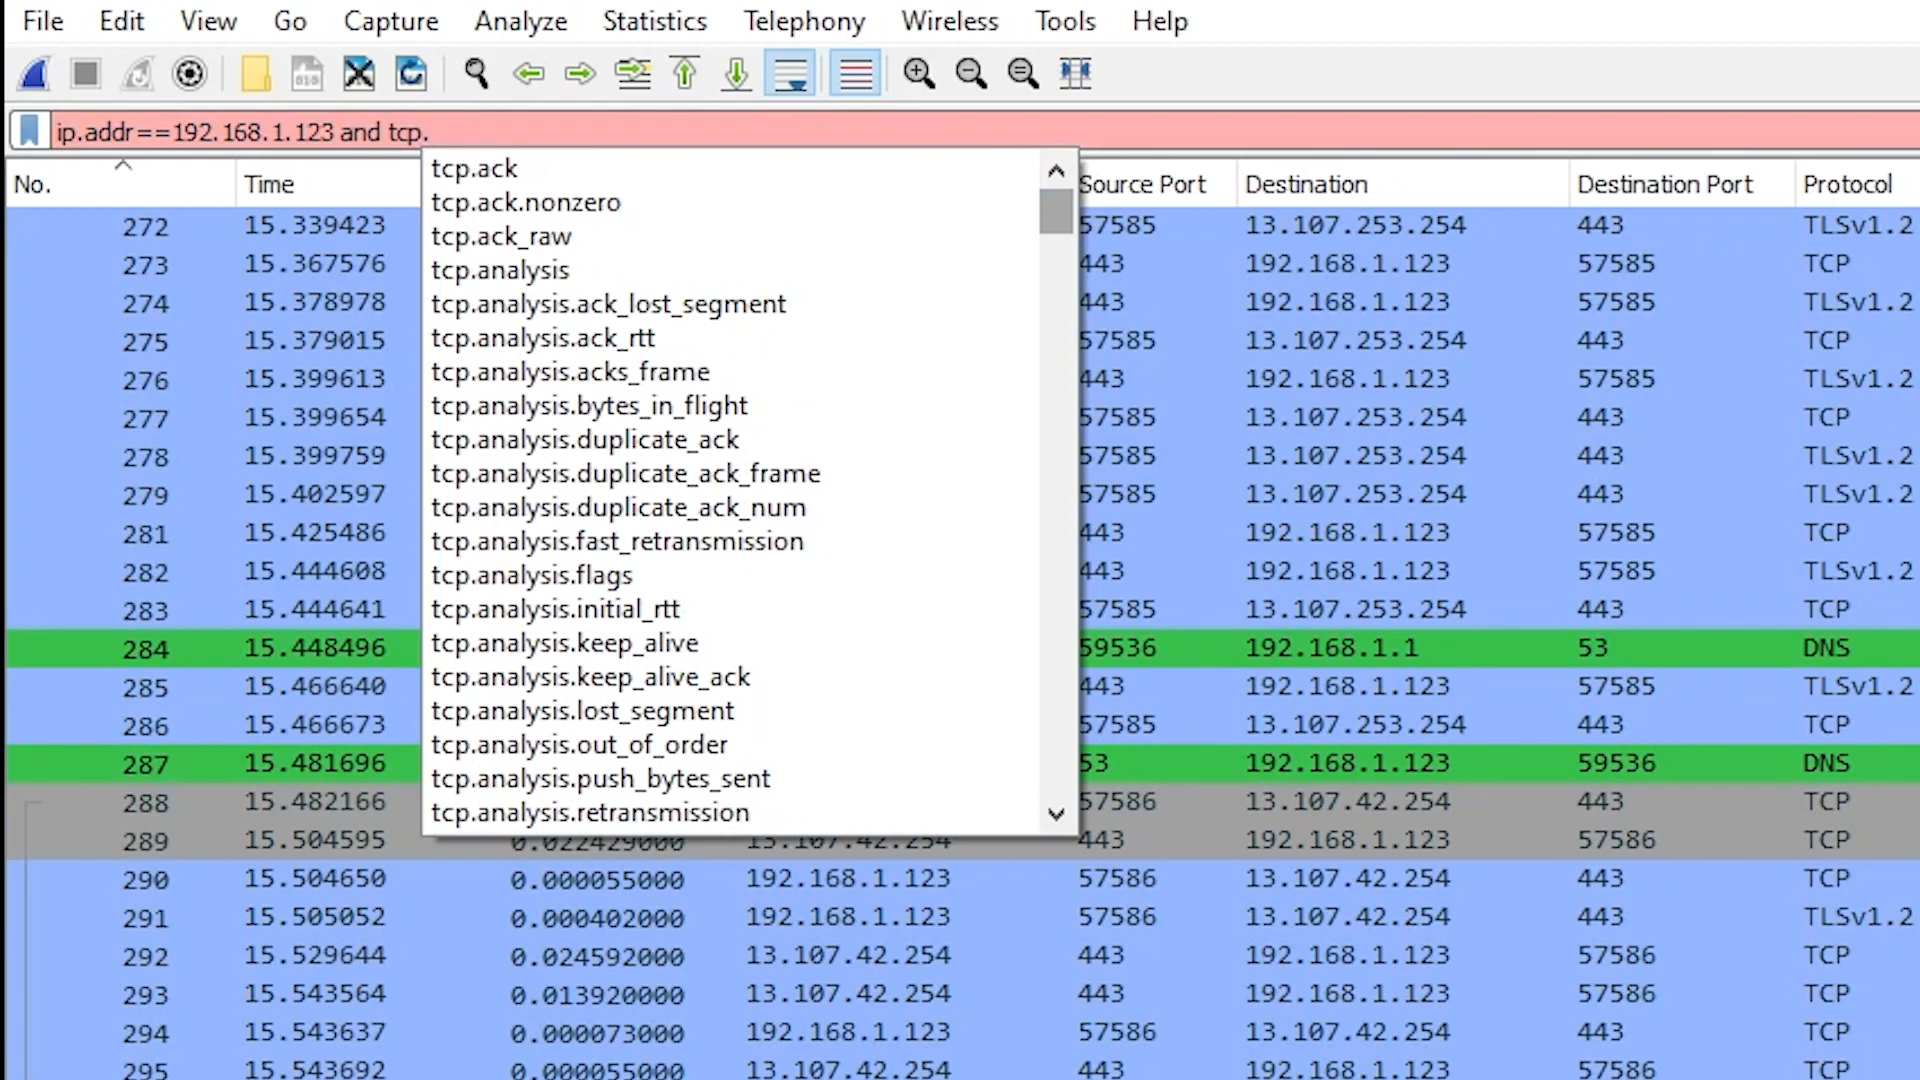 File Edit View Go Capture Analyze Statistics Telephony Wireless Tools Help
ip.addr==192.168.1.123 and tcp.
No. Time Source Port Destination Destination Port Protocol
tcp.ack
tcp.ack.nonzero
tcp.ack_raw
tcp.analysis
tcp.analysis.ack_lost_segment
tcp.analysis.ack_rtt
tcp.analysis.acks_frame
tcp.analysis.bytes_in_flight
tcp.analysis.duplicate_ack
tcp.analysis.duplicate_ack_frame
tcp.analysis.duplicate_ack_num
tcp.analysis.fast_retransmission
tcp.analysis.flags
tcp.analysis.initial_rtt
tcp.analysis.keep_alive
tcp.analysis.keep_alive_ack
tcp.analysis.lost_segment
tcp.analysis.out_of_order
tcp.analysis.push_bytes_sent
tcp.analysis.retransmission
272 15.339423 57585 13.107.253.254 443 TLSv1.2
273 15.367576 443 192.168.1.123 57585 TCP
274 15.378978 443 192.168.1.123 57585 TLSv1.2
275 15.379015 57585 13.107.253.254 443 TCP
276 15.399613 443 192.168.1.123 57585 TLSv1.2
277 15.399654 57585 13.107.253.254 443 TCP
278 15.399759 57585 13.107.253.254 443 TLSv1.2
279 15.402597 57585 13.107.253.254 443 TLSv1.2
281 15.425486 443 192.168.1.123 57585 TCP
282 15.444608 443 192.168.1.123 57585 TLSv1.2
283 15.444641 57585 13.107.253.254 443 TCP
284 15.448496 59536 192.168.1.1 53 DNS
285 15.466640 443 192.168.1.123 57585 TLSv1.2
286 15.466673 57585 13.107.253.254 443 TCP
287 15.481696 53 192.168.1.123 59536 DNS
288 15.482166 57586 13.107.42.254 443 TCP
289 15.504595 0.022429000 13.107.42.254 443 192.168.1.123 57586 TCP
290 15.504650 0.000055000 192.168.1.123 57586 13.107.42.254 443 TCP
291 15.505052 0.000402000 192.168.1.123 57586 13.107.42.254 443 TLSv1.2
292 15.529644 0.024592000 13.107.42.254 443 192.168.1.123 57586 TCP
293 15.543564 0.013920000 13.107.42.254 443 192.168.1.123 57586 TCP
294 15.543637 0.000073000 192.168.1.123 57586 13.107.42.254 443 TCP
295 15.543692 0.000055000 13.107.42.254 443 192.168.1.123 57586 TCP